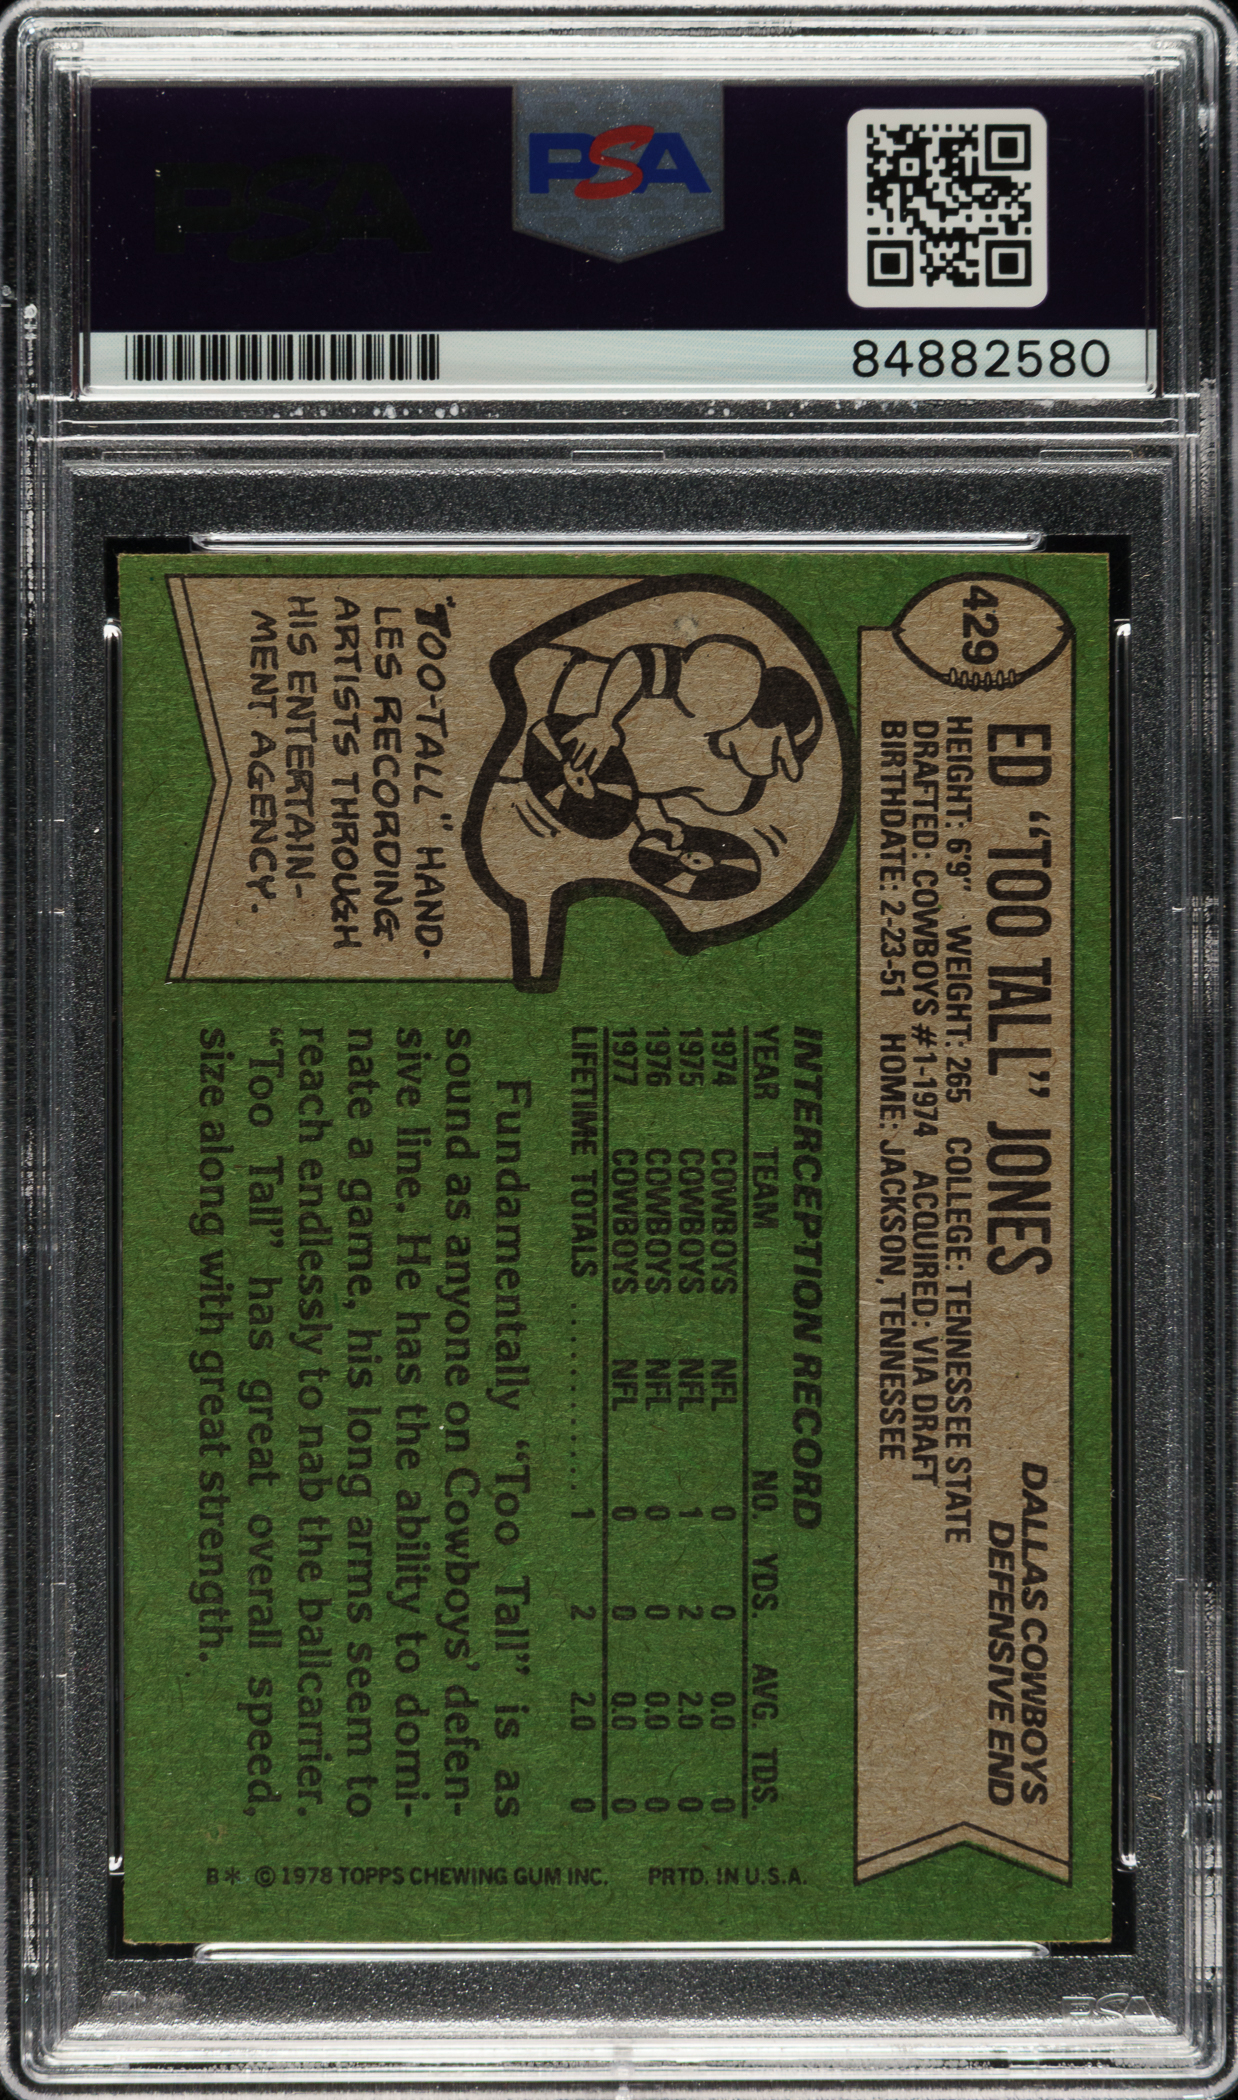 PSA
PSA
84882580
429
ED “TOO TALL” JONES
DALLAS COWBOYS
DEFENSIVE END
HEIGHT: 6'9" WEIGHT: 265 COLLEGE: TENNESSEE STATE
DRAFTED: COWBOYS #1-1974 ACQUIRED: VIA DRAFT
BIRTHDATE: 2-23-51 HOME: JACKSON, TENNESSEE
"TOO-TALL" HAND-
LES RECORDING
ARTISTS THROUGH
HIS ENTERTAIN-
MENT AGENCY.
INTERCEPTION RECORD
YEAR TEAM NO. YDS. AVG. TDS.
1974 COWBOYS NFL 0 0 0.0 0
1975 COWBOYS NFL 1 2 2.0 0
1976 COWBOYS NFL 0 0 0.0 0
1977 COWBOYS NFL 0 0 0.0 0
LIFETIME TOTALS .......... 1 2 2.0 0
Fundamentally “Too Tall” is as
sound as anyone on Cowboys' defen-
sive line. He has the ability to domi-
nate a game, his long arms seem to
reach endlessly to nab the ballcarrier.
“Too Tall” has great overall speed,
size along with great strength.
B* © 1978 TOPPS CHEWING GUM INC. PRTD. IN U.S.A.
PSA